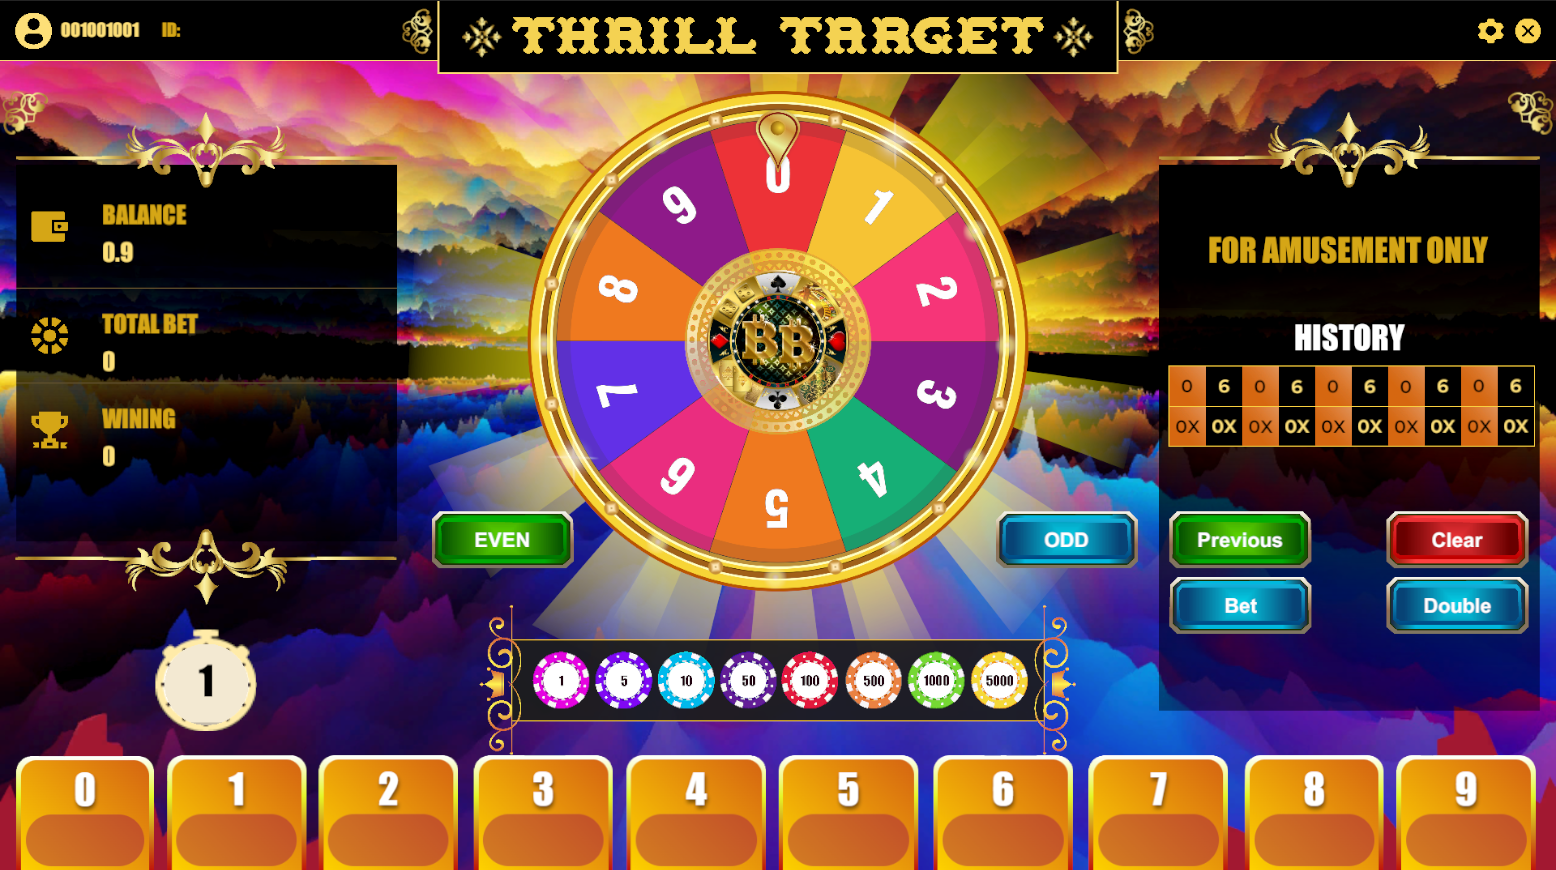 001001001 ID:
THRILL TARGET
BALANCE
0.9
TOTAL BET
0
WINING
0
1
0
1
2
3
4
5
6
7
8
9
BB
EVEN
ODD
1 5 10 50 100 500 1000 5000
FOR AMUSEMENT ONLY
HISTORY
0 6 0 6 0 6 0 6 0 6
0X 0X 0X 0X 0X 0X 0X 0X 0X 0X
Previous Clear
Bet Double
0 1 2 3 4 5 6 7 8 9